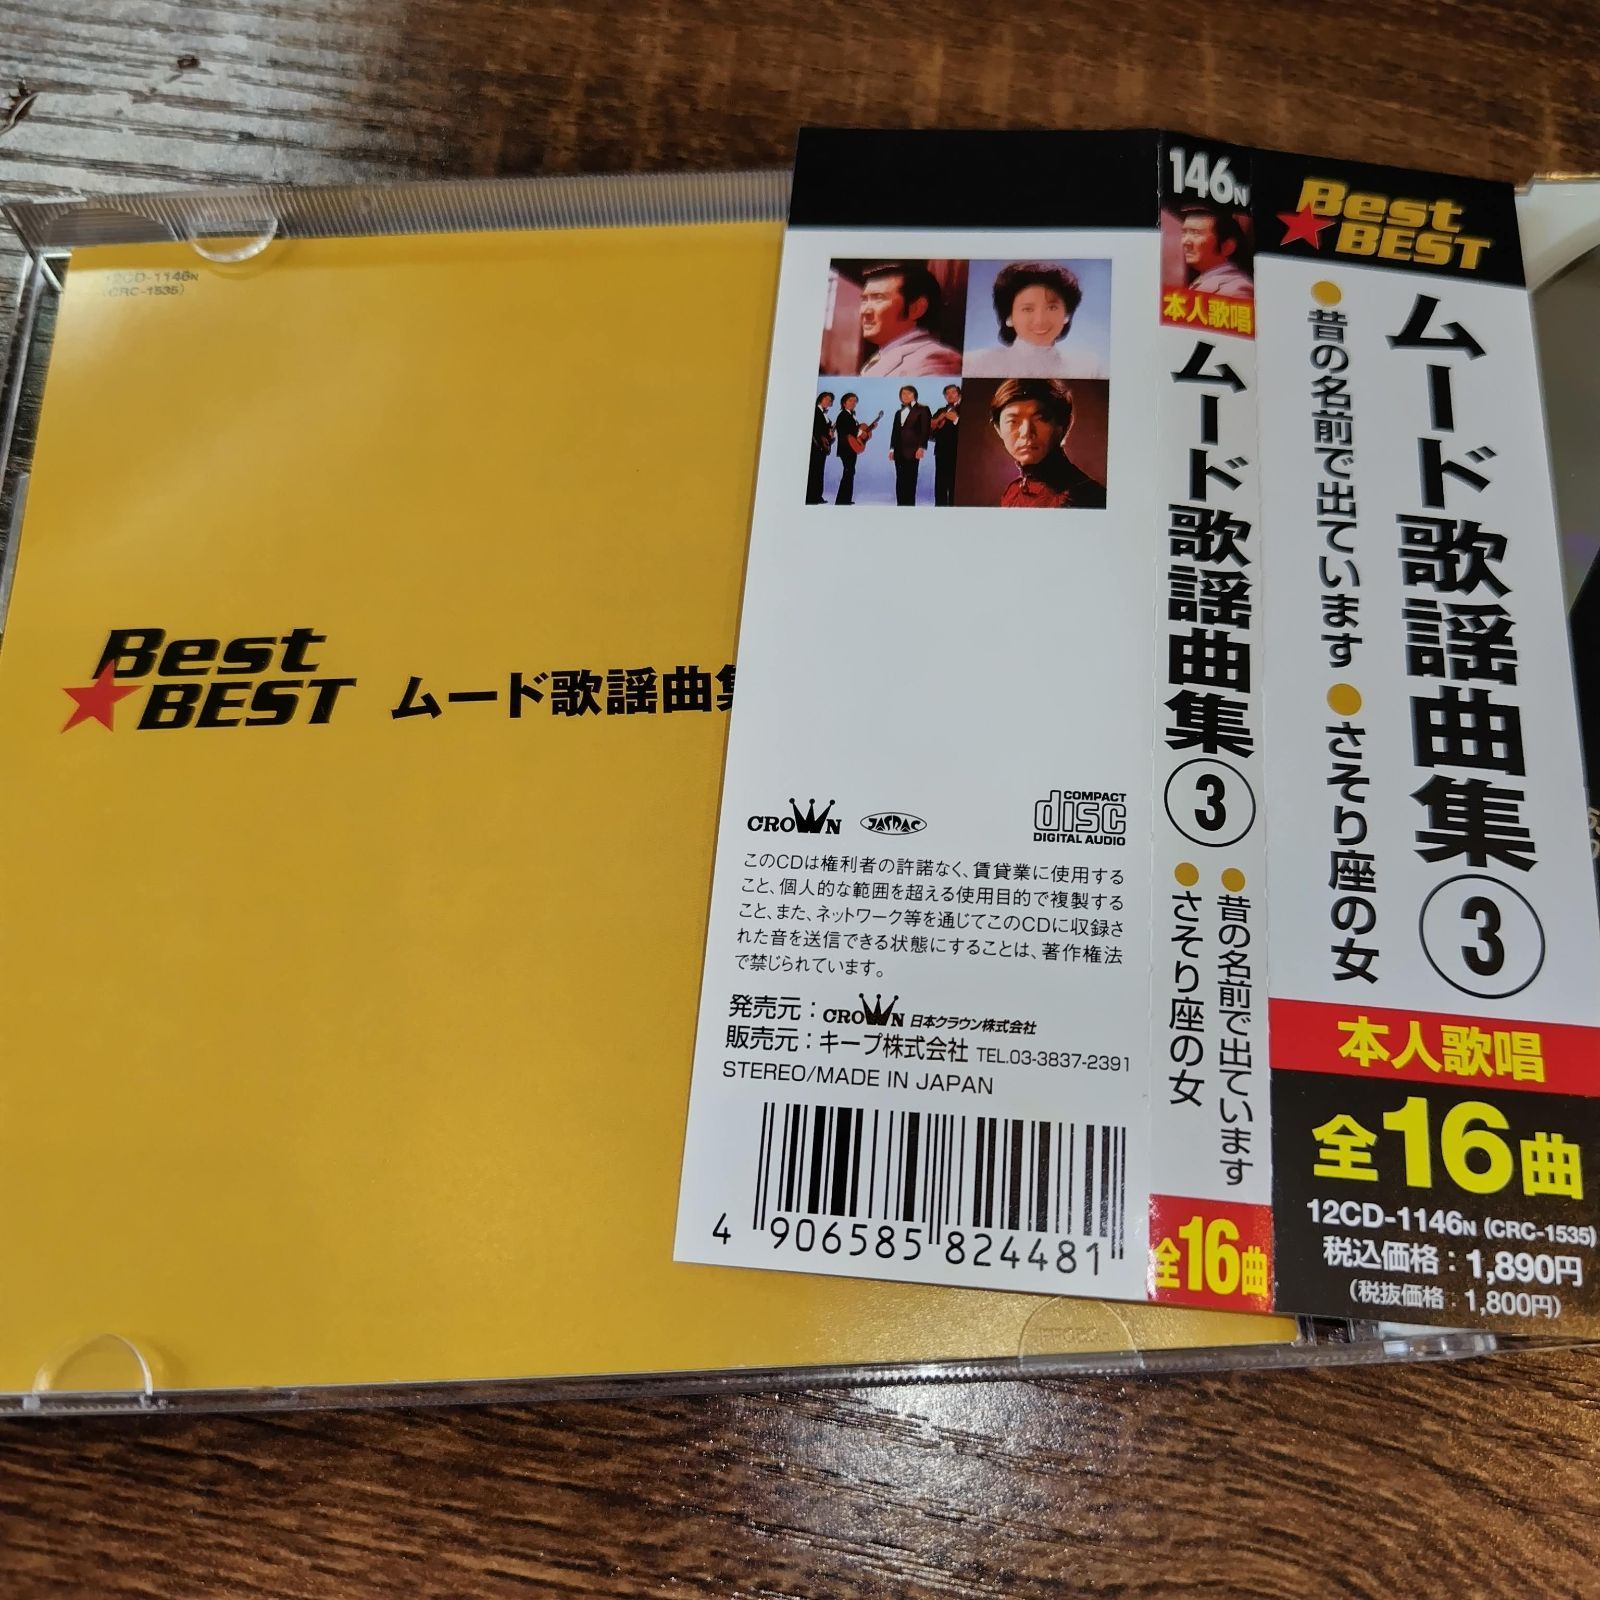 12CD-1146N
(CRC-1535)
Best
BEST
ムード歌謡曲集
CROWN
JASRAC
COMPACT
disc
DIGITAL AUDIO
このCDは権利者の許諾なく、賃貸業に使用する
こと、個人的な範囲を超える使用目的で複製する
こと、また、ネットワーク等を通じてこのCDに収録さ
れた音を送信できる状態にすることは、著作権法
で禁じられています。
発売元：CROWN 日本クラウン株式会社
販売元：キープ株式会社 TEL.03-3837-2391
STEREO/MADE IN JAPAN
4 906585 824481
146N
本人歌唱
ムード歌謡曲集③
●昔の名前で出ています
●さそり座の女
全16曲
Best
BEST
ムード歌謡曲集③
●昔の名前で出ています●さそり座の女
本人歌唱
全16曲
12CD-1146N (CRC-1535)
税込価格：1,890円
(税抜価格：1,800円)